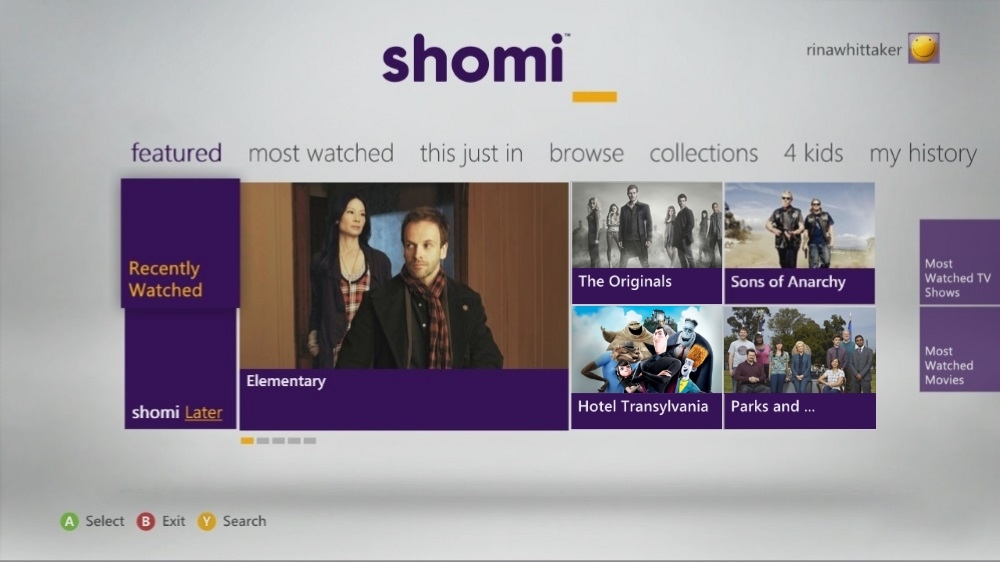 shomi™
rinawhittaker
featured most watched this just in browse collections 4 kids my history
Recently
Watched
shomi Later
Elementary
The Originals
Sons of Anarchy
Hotel Transylvania
Parks and ...
Most
Watched TV
Shows
Most
Watched
Movies
A Select B Exit Y Search